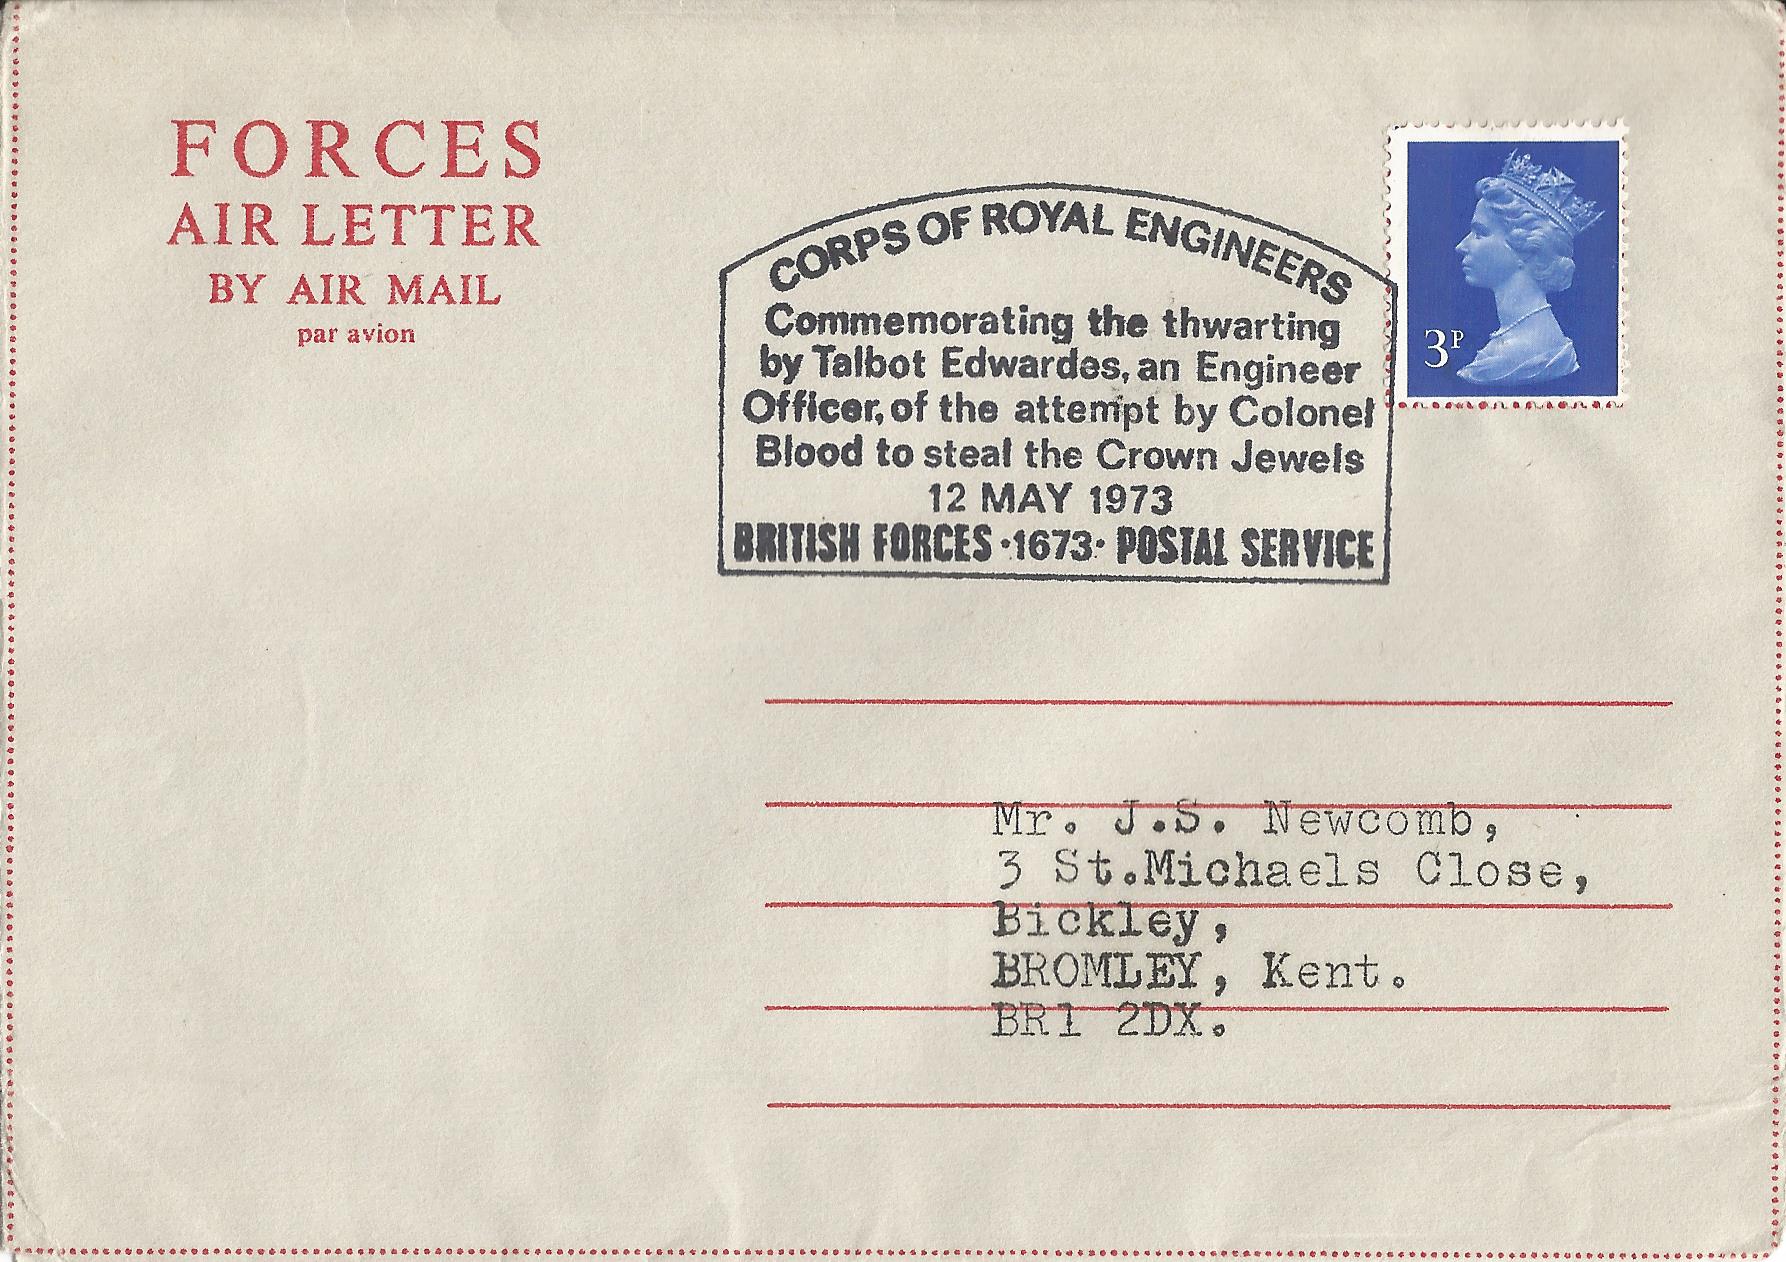 FORCES
AIR LETTER
BY AIR MAIL
par avion
CORPS OF ROYAL ENGINEERS
Commemorating the thwarting
by Talbot Edwardes, an Engineer
Officer, of the attempt by Colonel
Blood to steal the Crown Jewels
12 MAY 1973
BRITISH FORCES ·1673· POSTAL SERVICE
3P
Mr. J.S. Newcomb,
3 St.Michaels Close,
Bickley,
BROMLEY, Kent.
BR1 2DX.